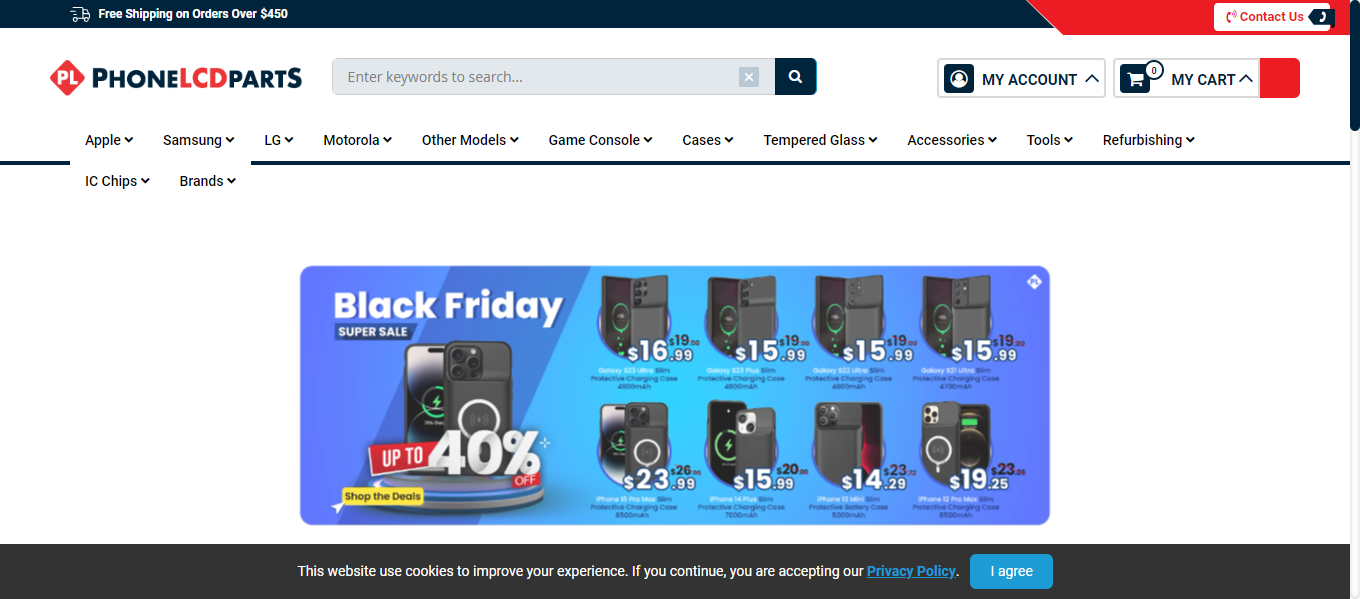 Free Shipping on Orders Over $450
Contact Us
PL PHONELCDPARTS
Enter keywords to search...
MY ACCOUNT
0
MY CART
Apple
Samsung
LG
Motorola
Other Models
Game Console
Cases
Tempered Glass
Accessories
Tools
Refurbishing
IC Chips
Brands
Black Friday
SUPER SALE
UP TO 40% OFF
Shop the Deals
PL
$19.00
$16.99
Galaxy S23 Ultra Slim
Protective Charging Case
4800mAh
$19.00
$15.99
Galaxy S23 Plus Slim
Protective Charging Case
4800mAh
$19.00
$15.99
Galaxy S22 Ultra Slim
Protective Charging Case
4800mAh
$19.00
$15.99
Galaxy S21 Ultra Slim
Protective Charging Case
4700mAh
$26.00
$23.99
iPhone 15 Pro Max Slim
Protective Charging Case
8500mAh
$20.00
$15.99
iPhone 14 Plus Slim
Protective Charging Case
7000mAh
$23.72
$14.29
iPhone 13 Mini Slim
Protective Battery Case
5000mAh
$23.25
$19.25
iPhone 12 Pro Max Slim
Protective Charging Case
8500mAh
This website use cookies to improve your experience. If you continue, you are accepting our Privacy Policy.
I agree